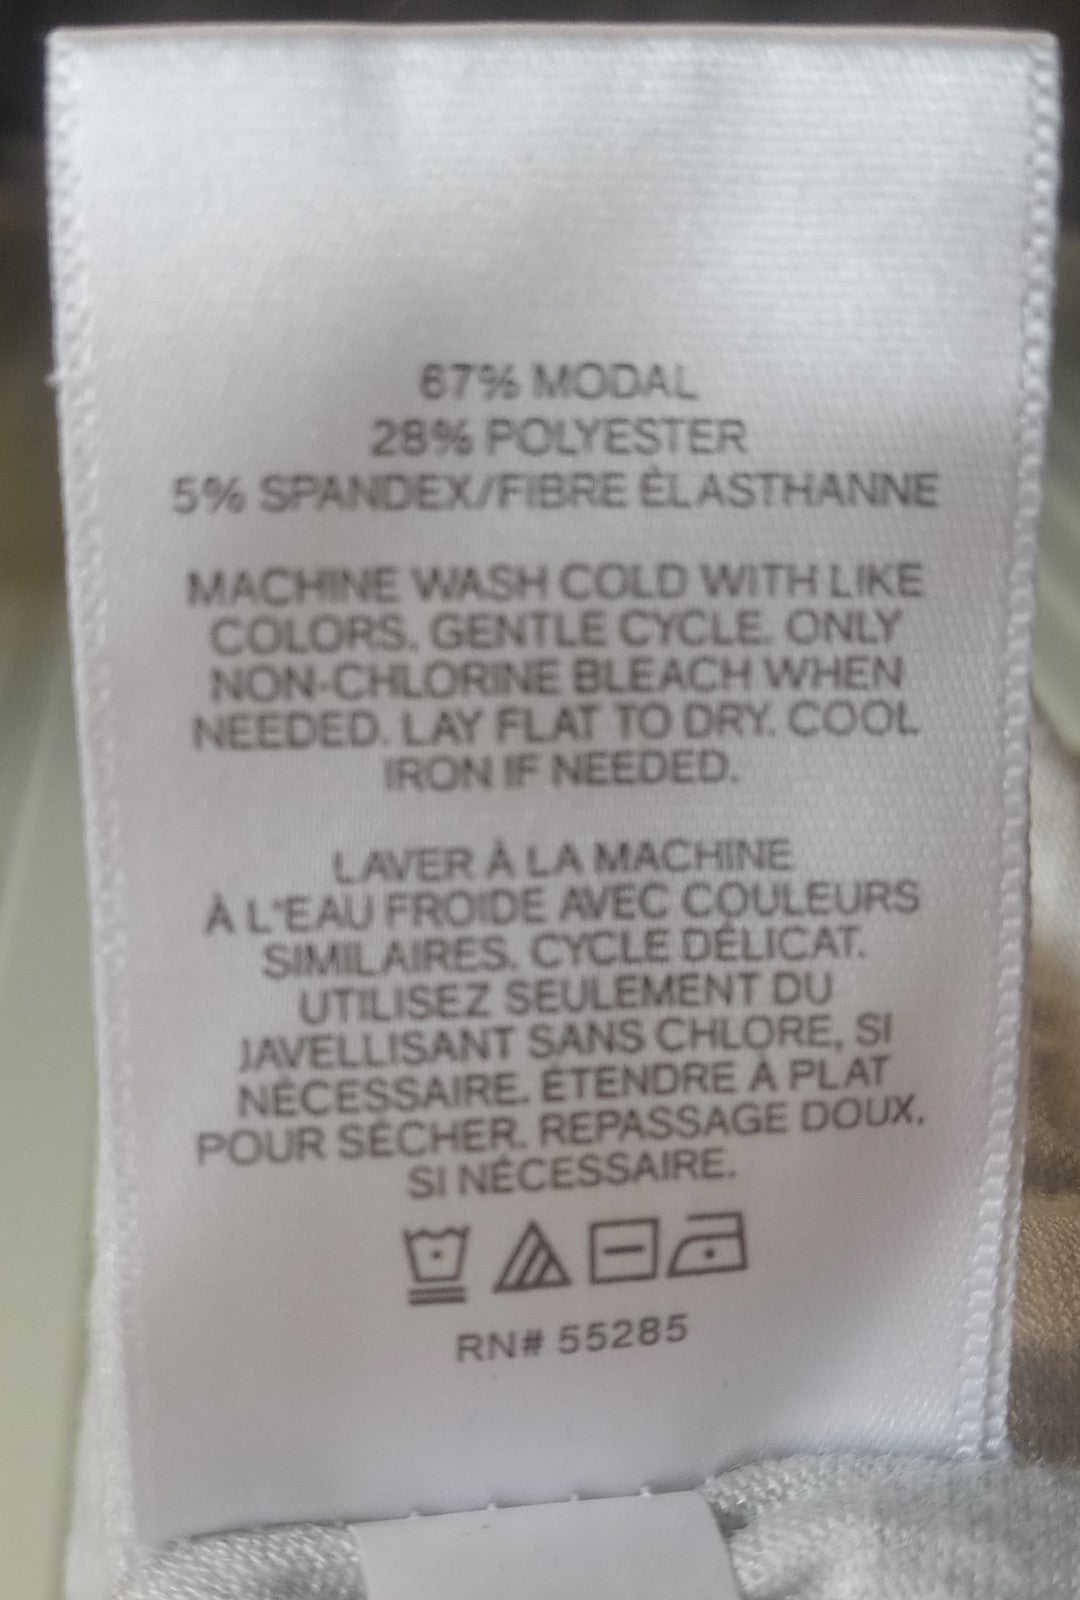 67% MODAL
28% POLYESTER
5% SPANDEX/FIBRE ÉLASTHANNE
MACHINE WASH COLD WITH LIKE
COLORS. GENTLE CYCLE. ONLY
NON-CHLORINE BLEACH WHEN
NEEDED. LAY FLAT TO DRY. COOL
IRON IF NEEDED.
LAVER À LA MACHINE
À L'EAU FROIDE AVEC COULEURS
SIMILAIRES. CYCLE DÉLICAT.
UTILISEZ SEULEMENT DU
JAVELLISANT SANS CHLORE, SI
NÉCESSAIRE. ÉTENDRE À PLAT
POUR SÉCHER. REPASSAGE DOUX,
SI NÉCESSAIRE.
RN# 55285